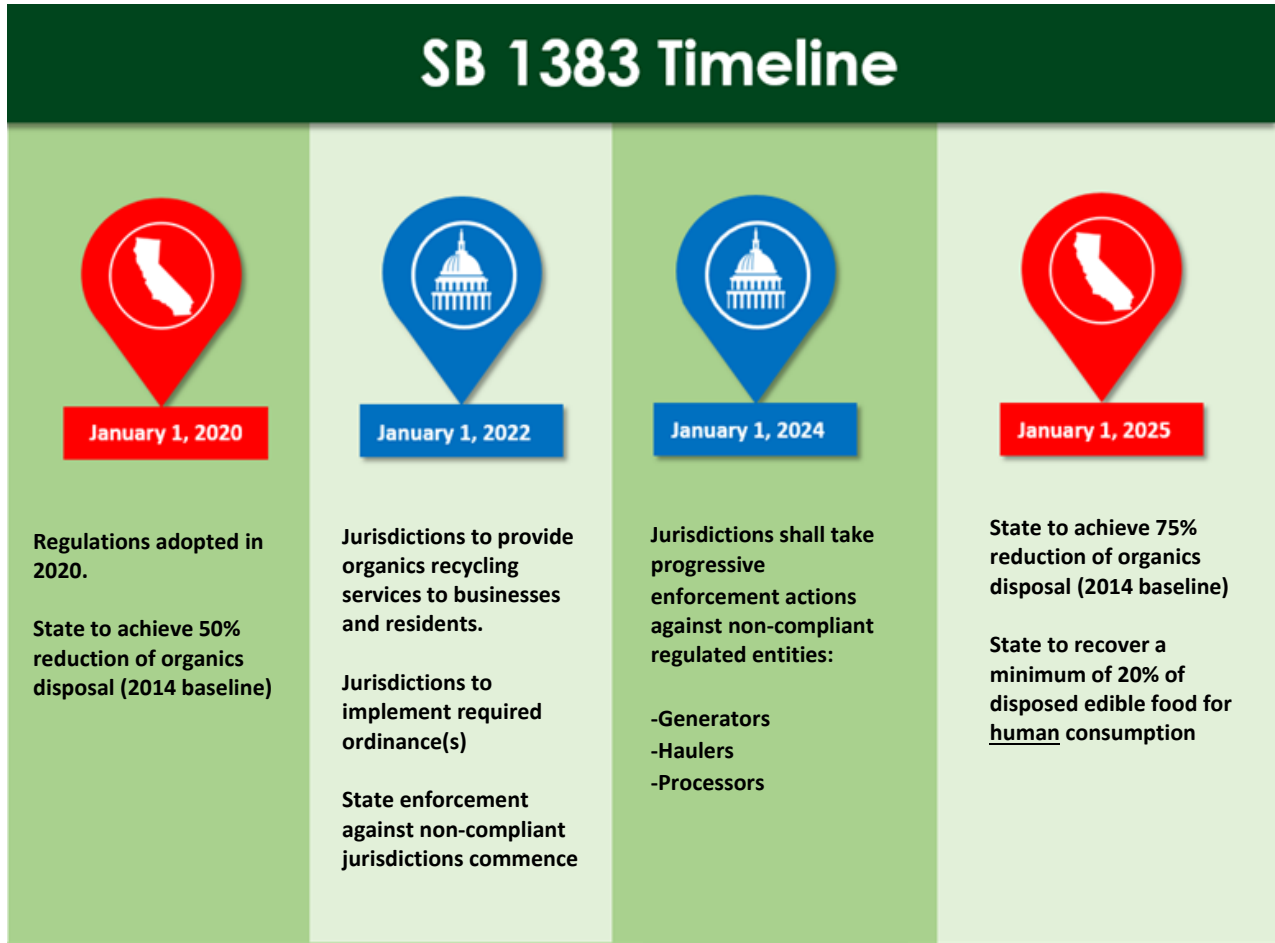 SB 1383 Timeline
January 1, 2020
Regulations adopted in
2020.
State to achieve 50%
reduction of organics
disposal (2014 baseline)
January 1, 2022
Jurisdictions to provide
organics recycling
services to businesses
and residents.
Jurisdictions to
implement required
ordinance(s)
State enforcement
against non-compliant
jurisdictions commence
January 1, 2024
Jurisdictions shall take
progressive
enforcement actions
against non-compliant
regulated entities:
-Generators
-Haulers
-Processors
January 1, 2025
State to achieve 75%
reduction of organics
disposal (2014 baseline)
State to recover a
minimum of 20% of
disposed edible food for
human consumption